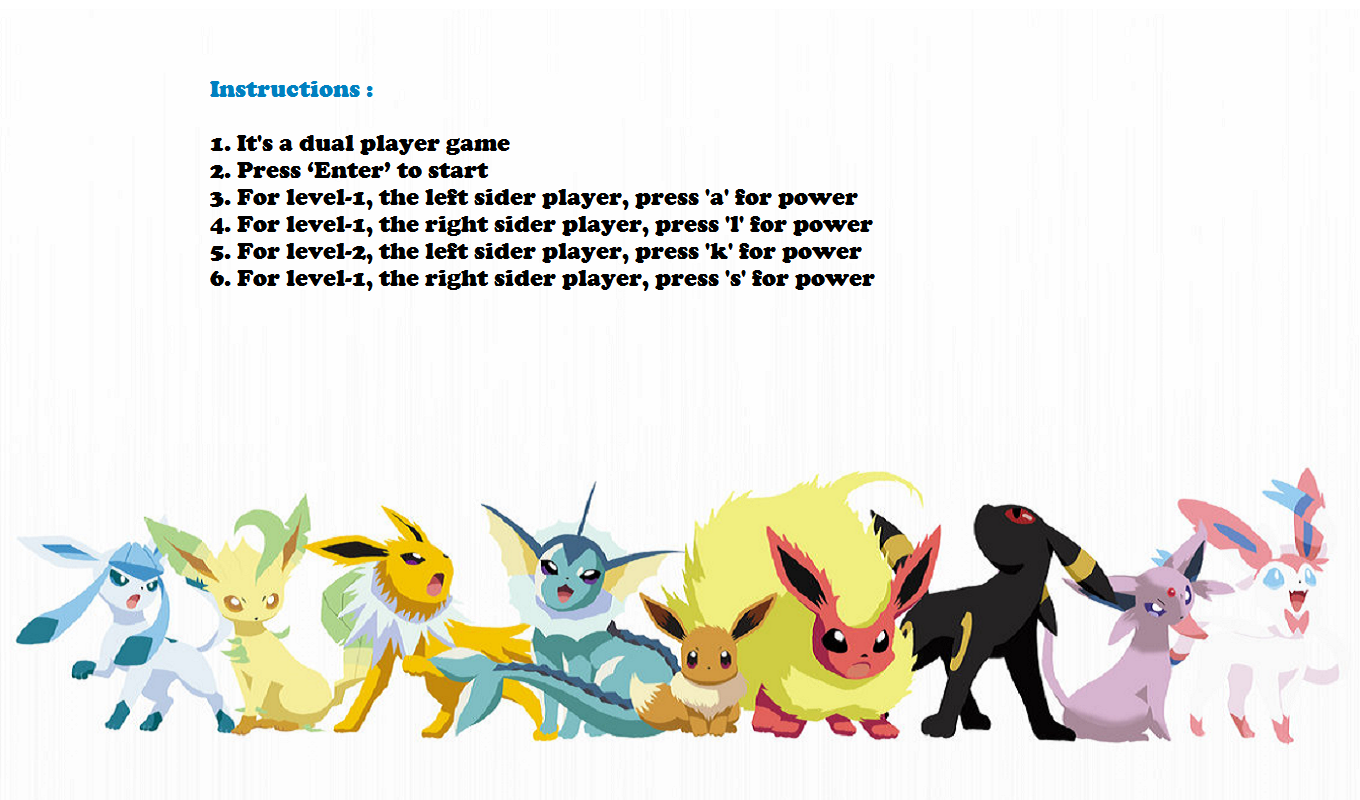 Instructions :
1. It's a dual player game
2. Press ‘Enter’ to start
3. For level-1, the left sider player, press 'a' for power
4. For level-1, the right sider player, press 'l' for power
5. For level-2, the left sider player, press 'k' for power
6. For level-1, the right sider player, press 's' for power